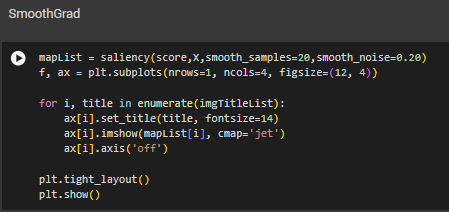 SmoothGrad
mapList = saliency(score,X,smooth_samples=20,smooth_noise=0.20)
f, ax = plt.subplots(nrows=1, ncols=4, figsize=(12, 4))
for i, title in enumerate(imgTitleList):
    ax[i].set_title(title, fontsize=14)
    ax[i].imshow(mapList[i], cmap='jet')
    ax[i].axis('off')
plt.tight_layout()
plt.show()